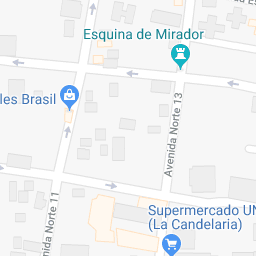 Esquina de Mirador
les Brasil
Avenida Norte 13
Avenida Norte 11
Supermercado UN
(La Candelaria)